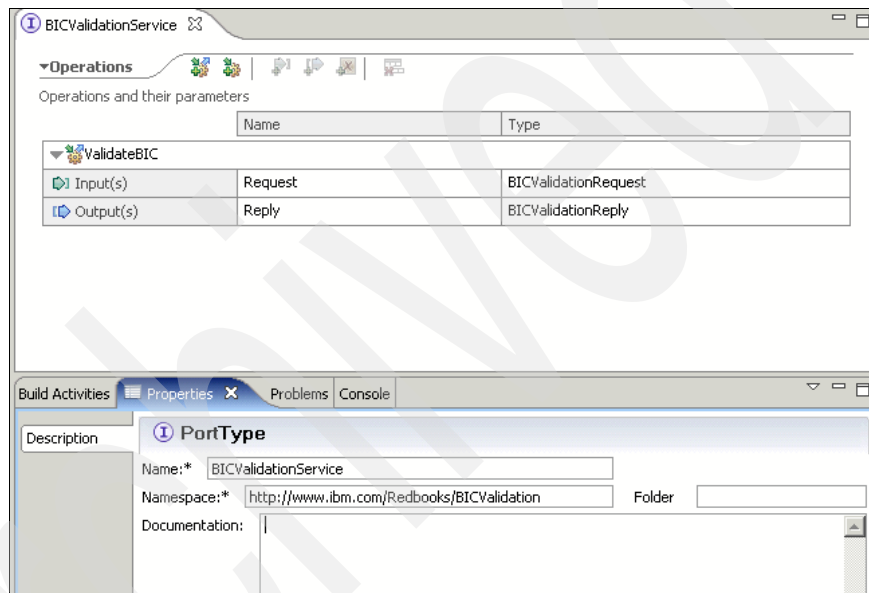 BICValidationService
Operations
Operations and their parameters
Name Type
ValidateBIC
Input(s) Request BICValidationRequest
Output(s) Reply BICValidationReply
Build Activities Properties Problems Console
Description PortType
Name:* BICValidationService
Namespace:* http://www.ibm.com/Redbooks/BICValidation Folder
Documentation: